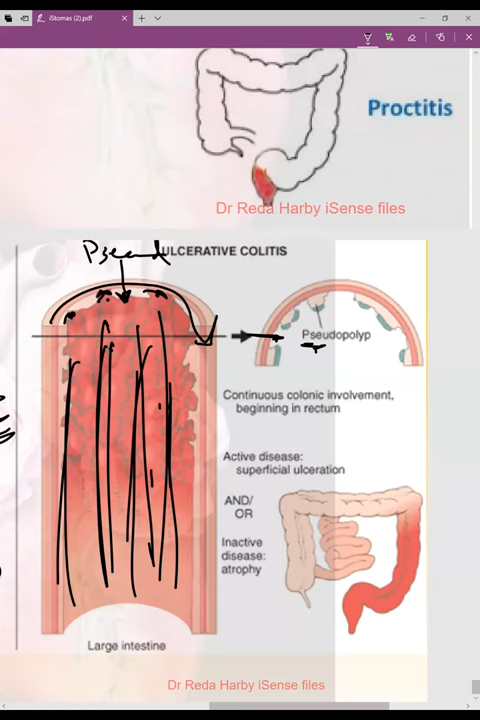 iStomas (2).pdf
Proctitis
Dr Reda Harby iSense files
Pseud
ULCERATIVE COLITIS
Pseudopolyp
Continuous colonic involvement,
beginning in rectum
Active disease:
superficial ulceration
AND/
OR
Inactive
disease:
atrophy
Large intestine
Dr Reda Harby iSense files